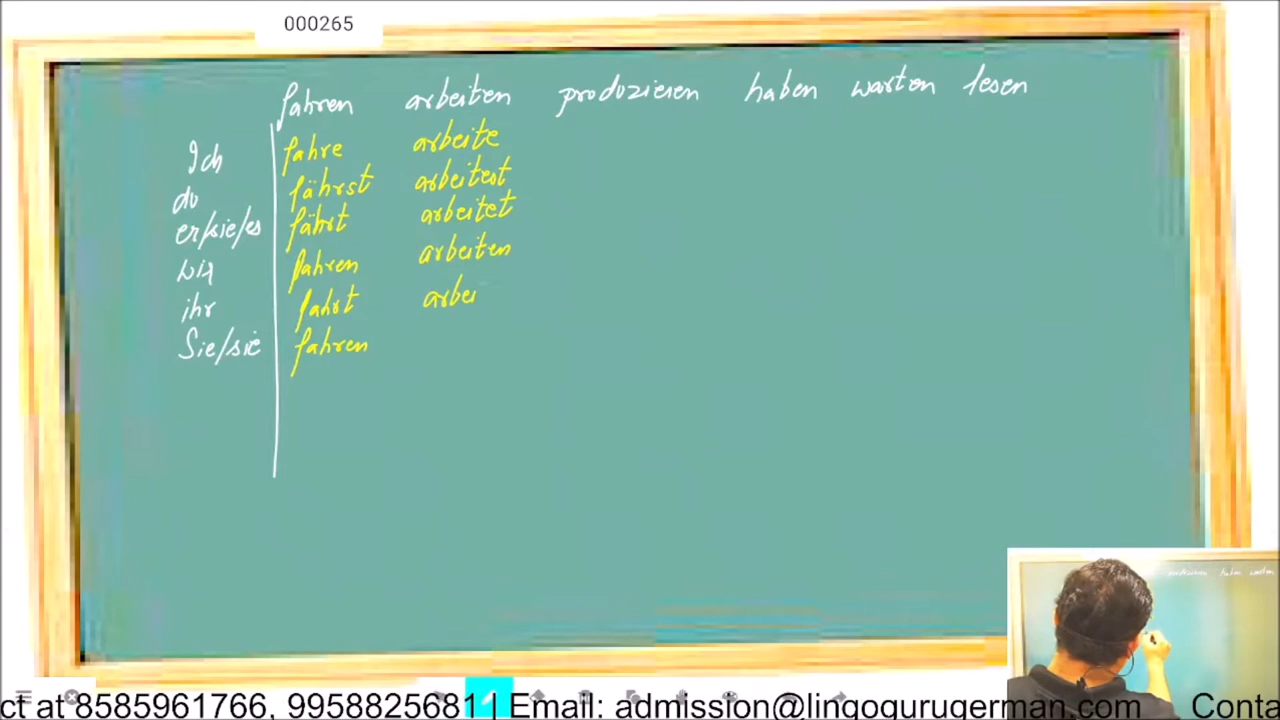 000265
fahren arbeiten produzieren haben warten lesen
Ich fahre arbeite
du fährst arbeitest
er/sie/es fährt arbeitet
wir fahren arbeiten
ihr fahrt arbei
Sie/sie fahren
ct at 8585961766, 9958825681 | Email: admission@lingogurugerman.com Conta